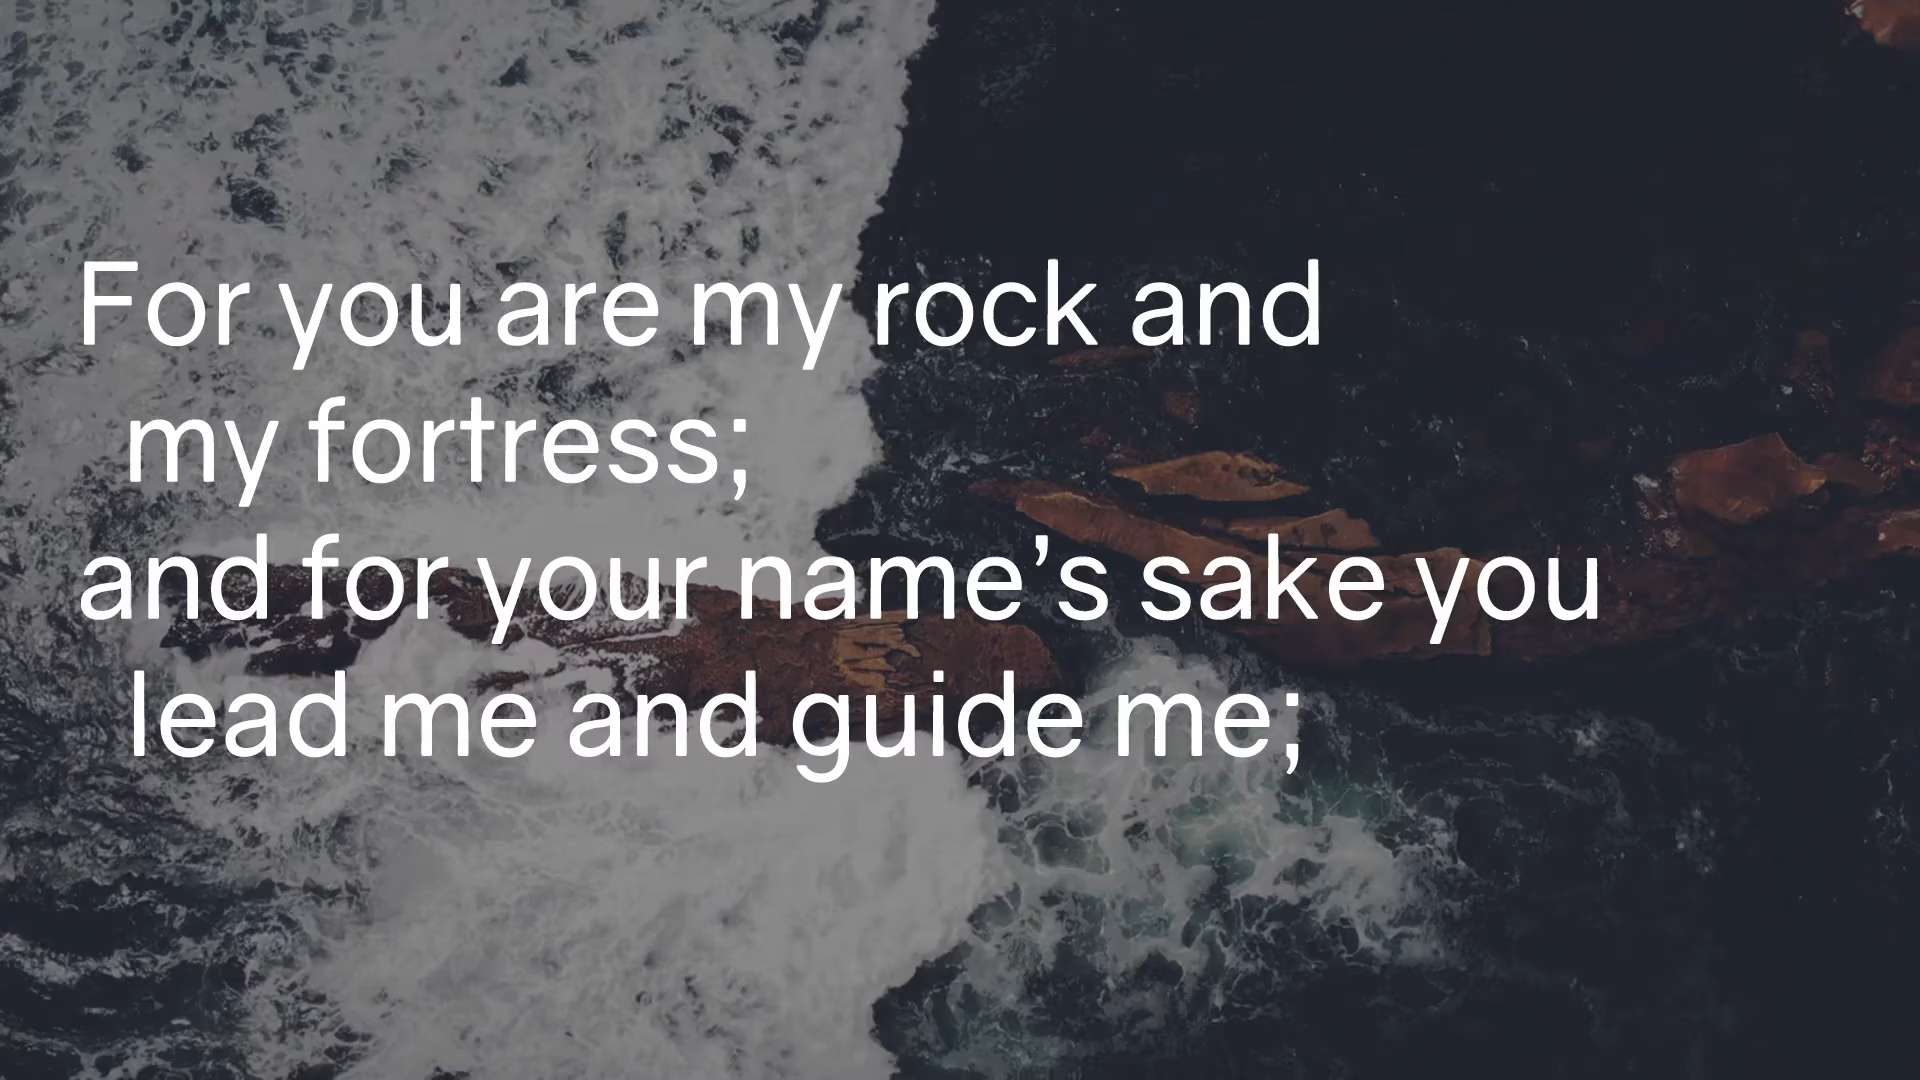 For you are my rock and
my fortress;
and for your name’s sake you
lead me and guide me;